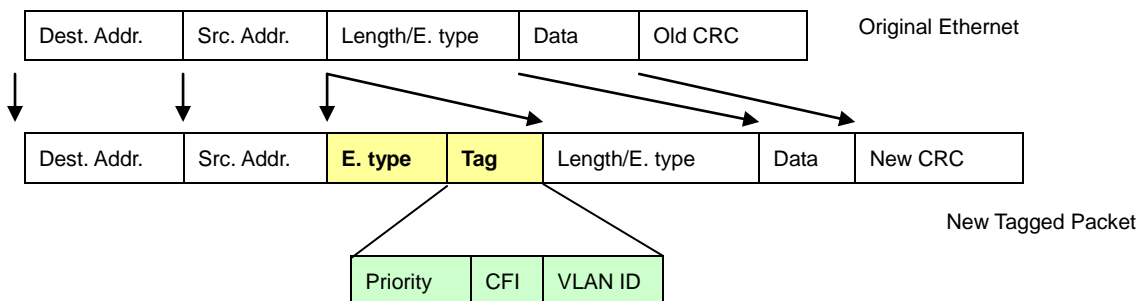 Dest. Addr. Src. Addr. Length/E. type Data Old CRC Original Ethernet
Dest. Addr. Src. Addr. E. type Tag Length/E. type Data New CRC
New Tagged Packet
Priority CFI VLAN ID